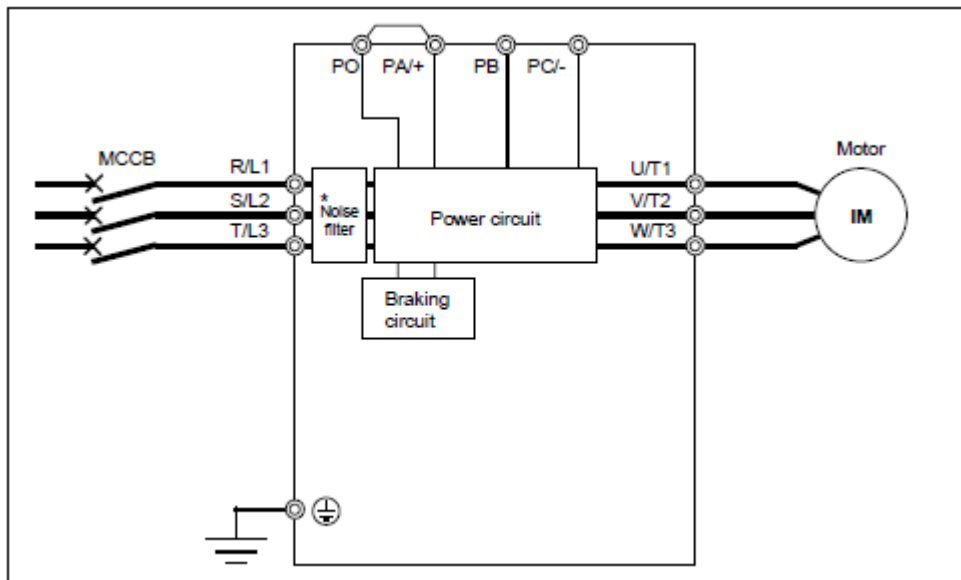 PO PA/+ PB PC/-
MCCB
R/L1
S/L2
T/L3
*
Noise
filter
Power circuit
Braking
circuit
U/T1
V/T2
W/T3
Motor
IM